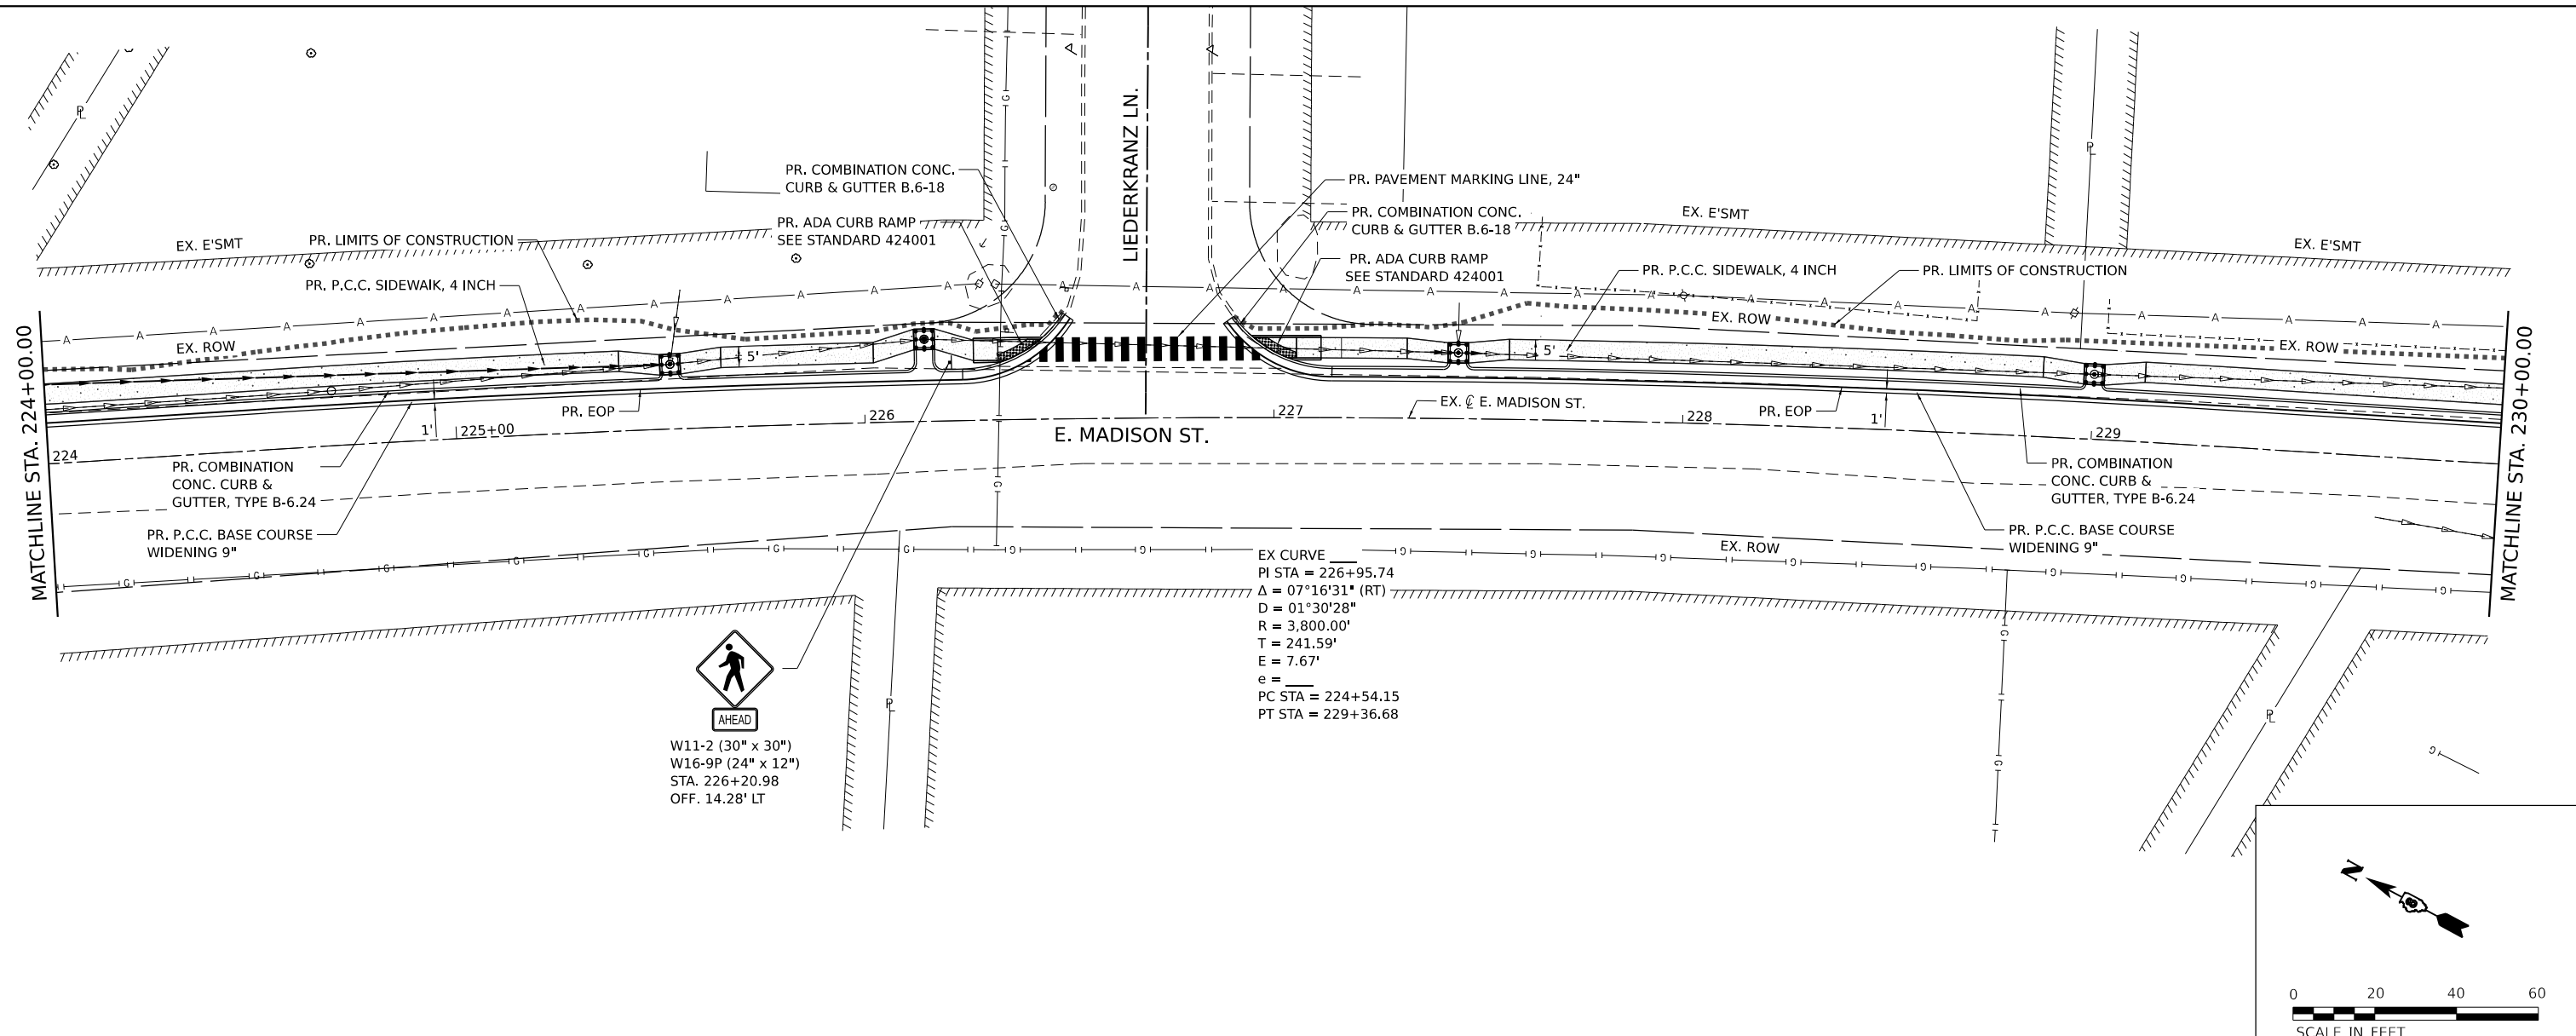 LIEDERKRANZ LN.
PR. COMBINATION CONC.
CURB & GUTTER B.6-18
PR. ADA CURB RAMP
SEE STANDARD 424001
PR. PAVEMENT MARKING LINE, 24"
PR. COMBINATION CONC.
CURB & GUTTER B.6-18
PR. ADA CURB RAMP
SEE STANDARD 424001
EX. E'SMT
PR. LIMITS OF CONSTRUCTION
PR. P.C.C. SIDEWAlK, 4 INCH
EX. ROW
EX. E'SMT
PR. P.C.C. SIDEWALK, 4 INCH
PR. LIMITS OF CONSTRUCTION
EX. E'SMT
EX. ROW
EX. ROW
MATCHLINE STA. 224+00.00
MATCHLINE STA. 230+00.00
5'
5'
1'
1'
224
225+00
226
227
228
229
PR. EOP
PR. EOP
EX. ℄ E. MADISON ST.
E. MADISON ST.
PR. COMBINATION
CONC. CURB &
GUTTER, TYPE B-6.24
PR. P.C.C. BASE COURSE
WIDENING 9"
PR. COMBINATION
CONC. CURB &
GUTTER, TYPE B-6.24
PR. P.C.C. BASE COURSE
WIDENING 9"
EX. ROW
EX CURVE ___
PI STA = 226+95.74
Δ = 07°16'31" (RT)
D = 01°30'28"
R = 3,800.00'
T = 241.59'
E = 7.67'
e = ___
PC STA = 224+54.15
PT STA = 229+36.68
AHEAD
W11-2 (30" x 30")
W16-9P (24" x 12")
STA. 226+20.98
OFF. 14.28' LT
N
0 20 40 60
SCALE IN FEET